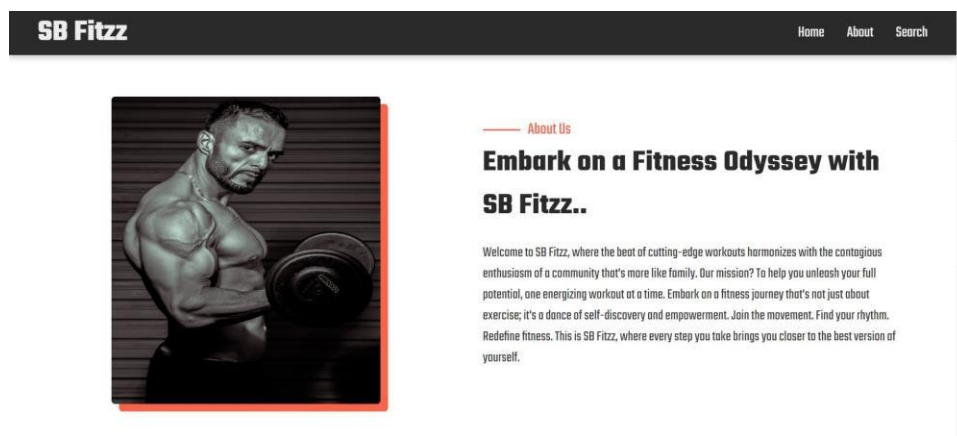 SB Fitzz
Home About Search
About Us
Embark on a Fitness Odyssey with
SB Fitzz..
Welcome to SB Fitzz, where the beat of cutting-edge workouts harmonizes with the contagious
enthusiasm of a community that's more like family. Our mission? To help you unleash your full
potential, one energizing workout at a time. Embark on a fitness journey that's not just about
exercise; it's a dance of self-discovery and empowerment. Join the movement. Find your rhythm.
Redefine fitness. This is SB Fitzz, where every step you take brings you closer to the best version of
yourself.